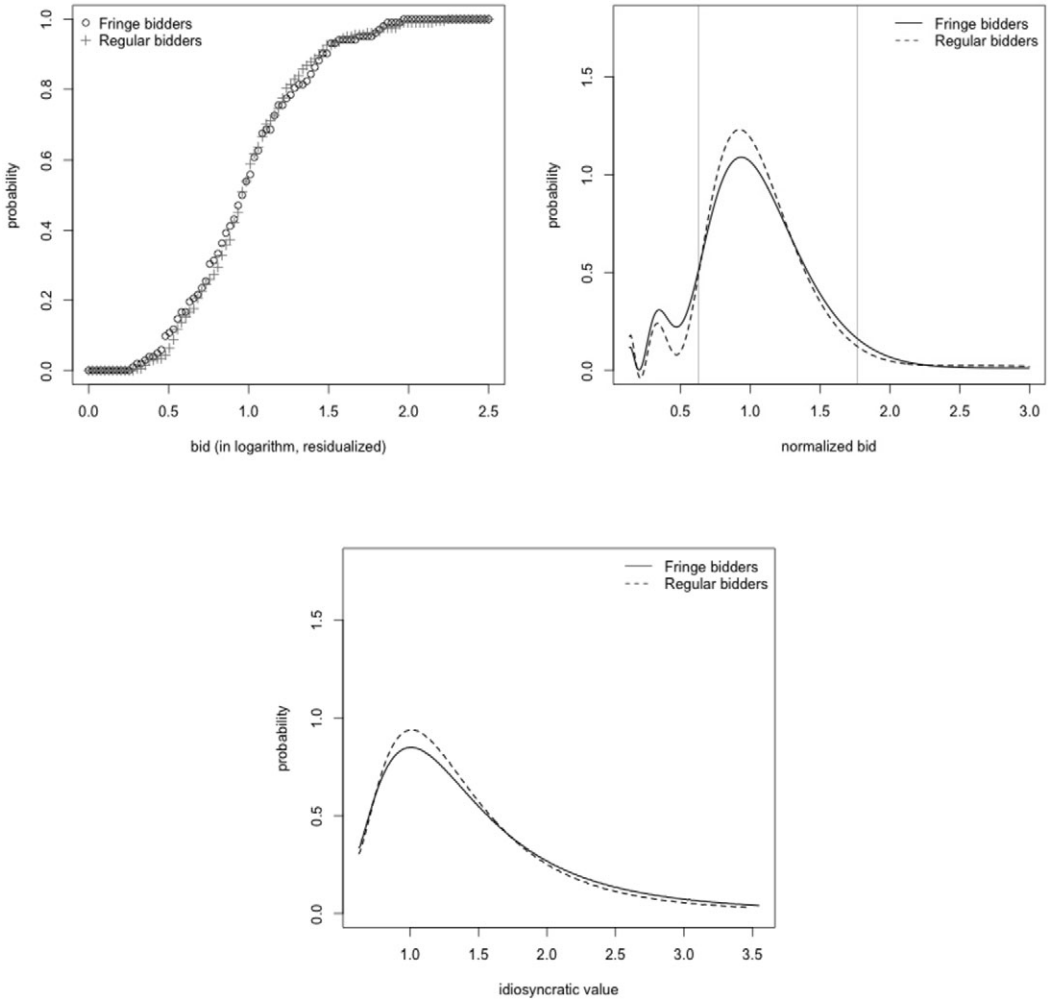 Fringe bidders
Regular bidders
probability
0.0 0.2 0.4 0.6 0.8 1.0
0.0 0.5 1.0 1.5 2.0 2.5
bid (in logarithm, residualized)
Fringe bidders
Regular bidders
probability
0.0 0.5 1.0 1.5
0.5 1.0 1.5 2.0 2.5 3.0
normalized bid
Fringe bidders
Regular bidders
probability
0.0 0.5 1.0 1.5
1.0 1.5 2.0 2.5 3.0 3.5
idiosyncratic value